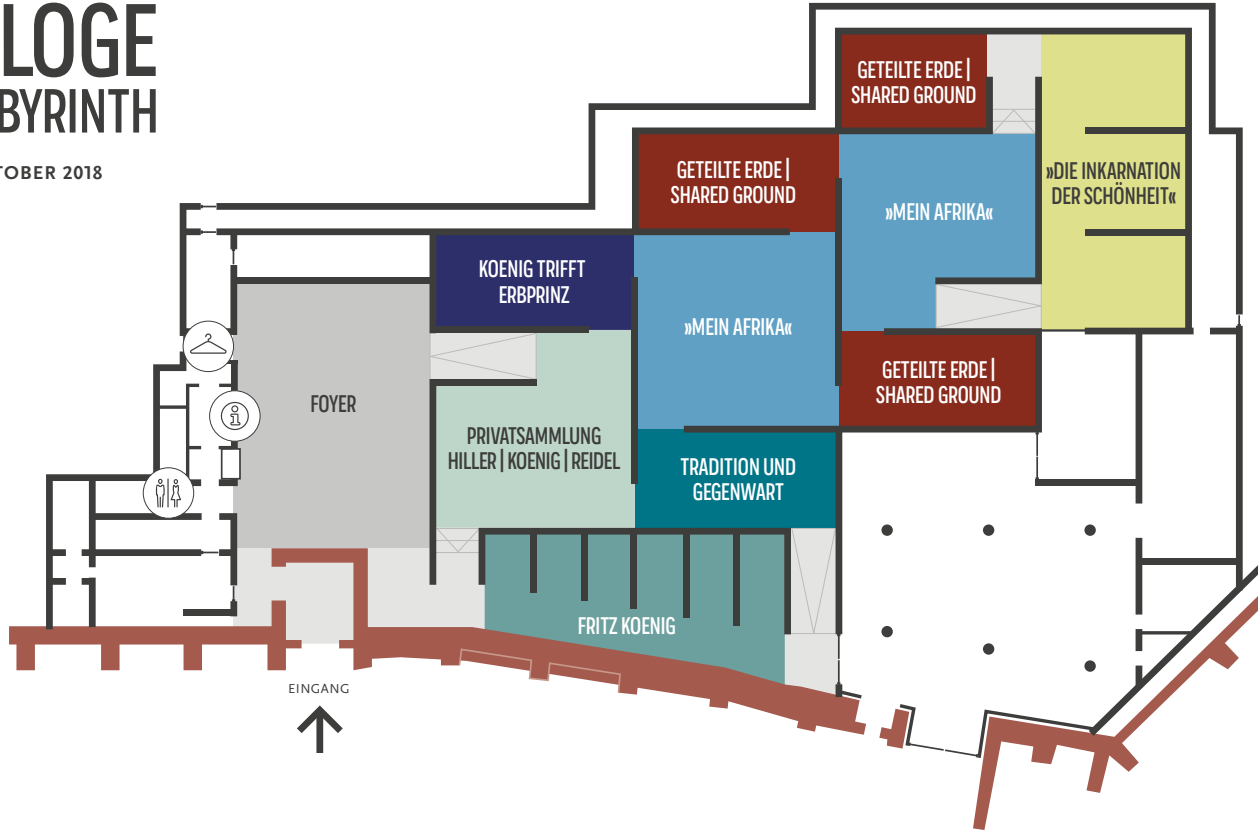 LOGE
BYRINTH
TOBER 2018
GETEILTE ERDE |
SHARED GROUND
GETEILTE ERDE |
SHARED GROUND
»DIE INKARNATION
DER SCHÖNHEIT«
»MEIN AFRIKA«
KOENIG TRIFFT
ERBPRINZ
»MEIN AFRIKA«
GETEILTE ERDE |
SHARED GROUND
FOYER
PRIVATSAMMLUNG
HILLER | KOENIG | REIDEL
TRADITION UND
GEGENWART
FRITZ KOENIG
EINGANG